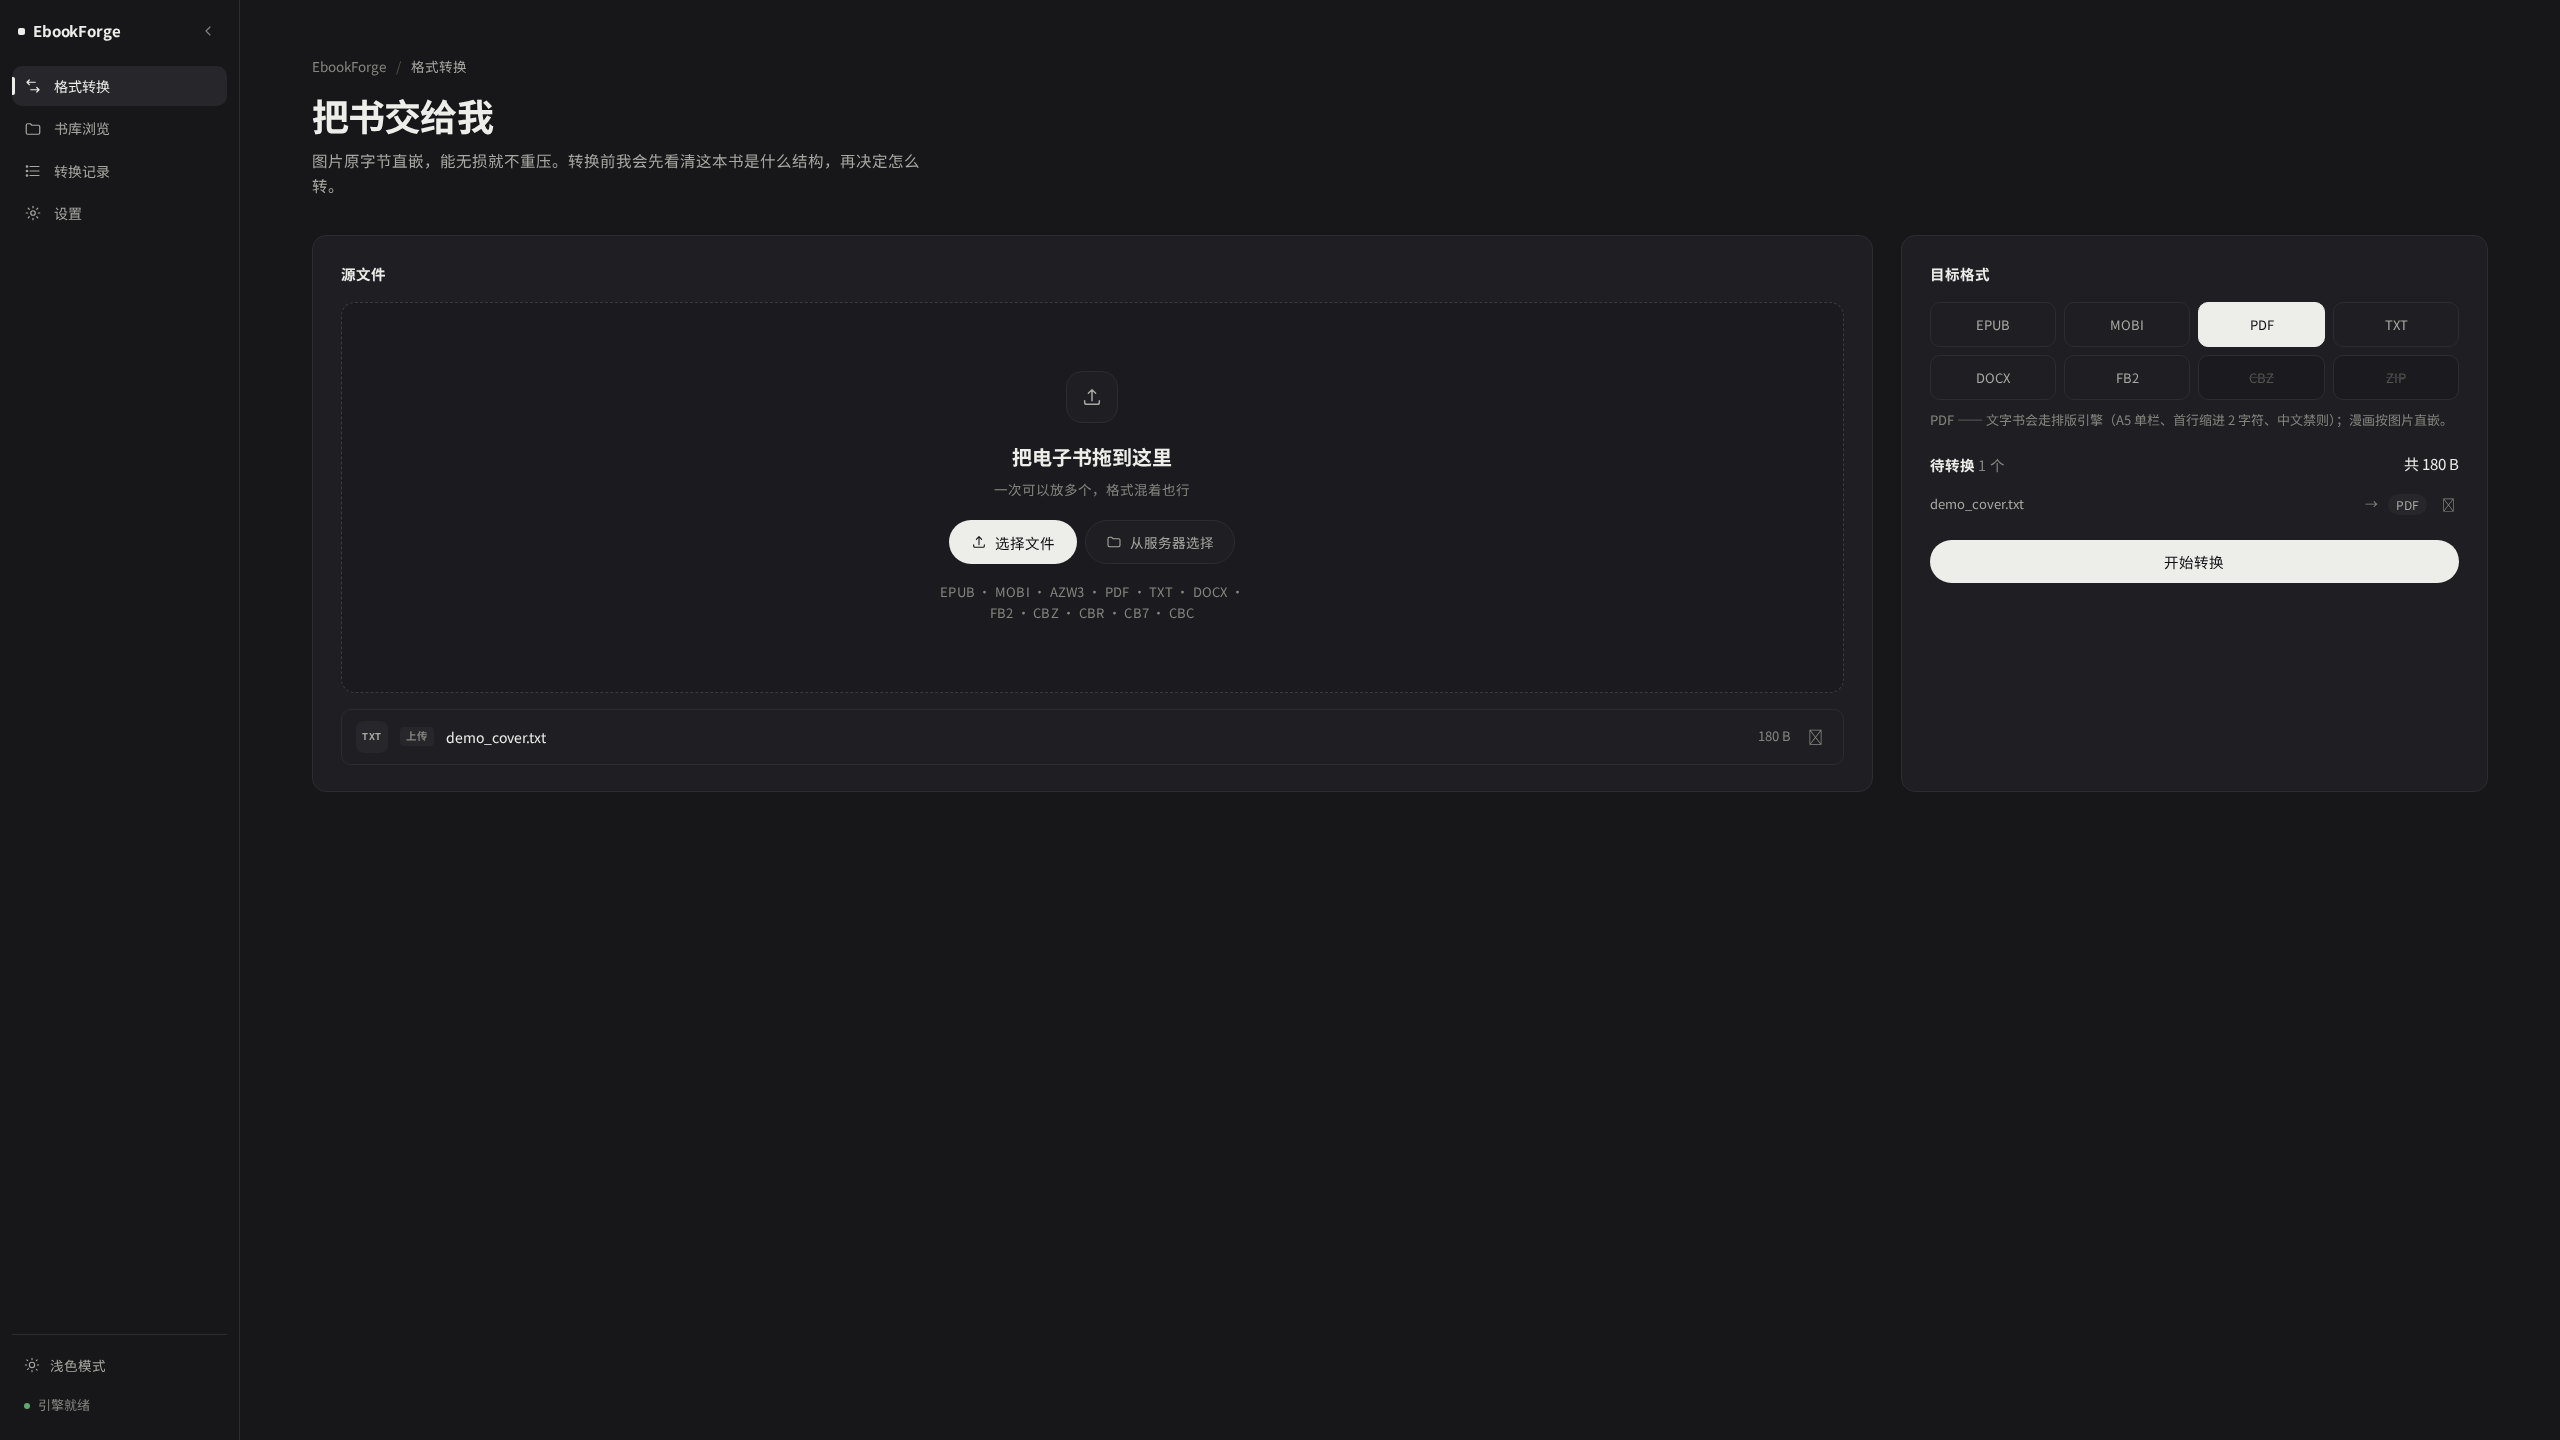 EbookForge
格式转换
书库浏览
转换记录
设置
浅色模式
引擎就绪
EbookForge / 格式转换
把书交给我
图片原字节直嵌，能无损就不重压。转换前我会先看清这本书是什么结构，再决定怎么
转。
源文件
把电子书拖到这里
一次可以放多个，格式混着也行
选择文件
从服务器选择
EPUB · MOBI · AZW3 · PDF · TXT · DOCX ·
FB2 · CBZ · CBR · CB7 · CBC
TXT 上传 demo_cover.txt 180 B
目标格式
EPUB MOBI PDF TXT
DOCX FB2 CBZ ZIP
PDF —— 文字书会走排版引擎（A5 单栏、首行缩进 2 字符、中文禁则）；漫画按图片直嵌。
待转换 1 个 共 180 B
demo_cover.txt → PDF
开始转换